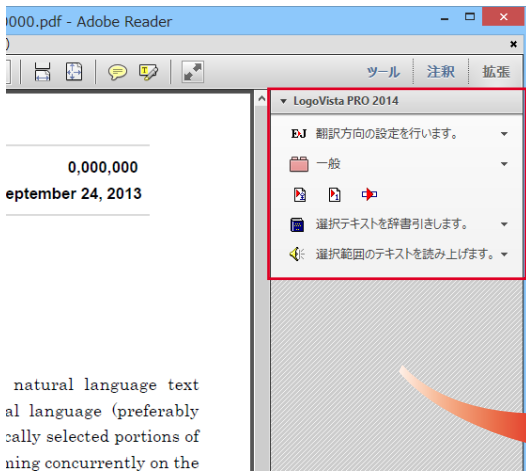 0000.pdf - Adobe Reader
ツール 注釈 拡張
LogoVista PRO 2014
E›J 翻訳方向の設定を行います。
一般
選択テキストを辞書引きします。
選択範囲のテキストを読み上げます。
0,000,000
eptember 24, 2013
natural language text
al language (preferably
cally selected portions of
ning concurrently on the